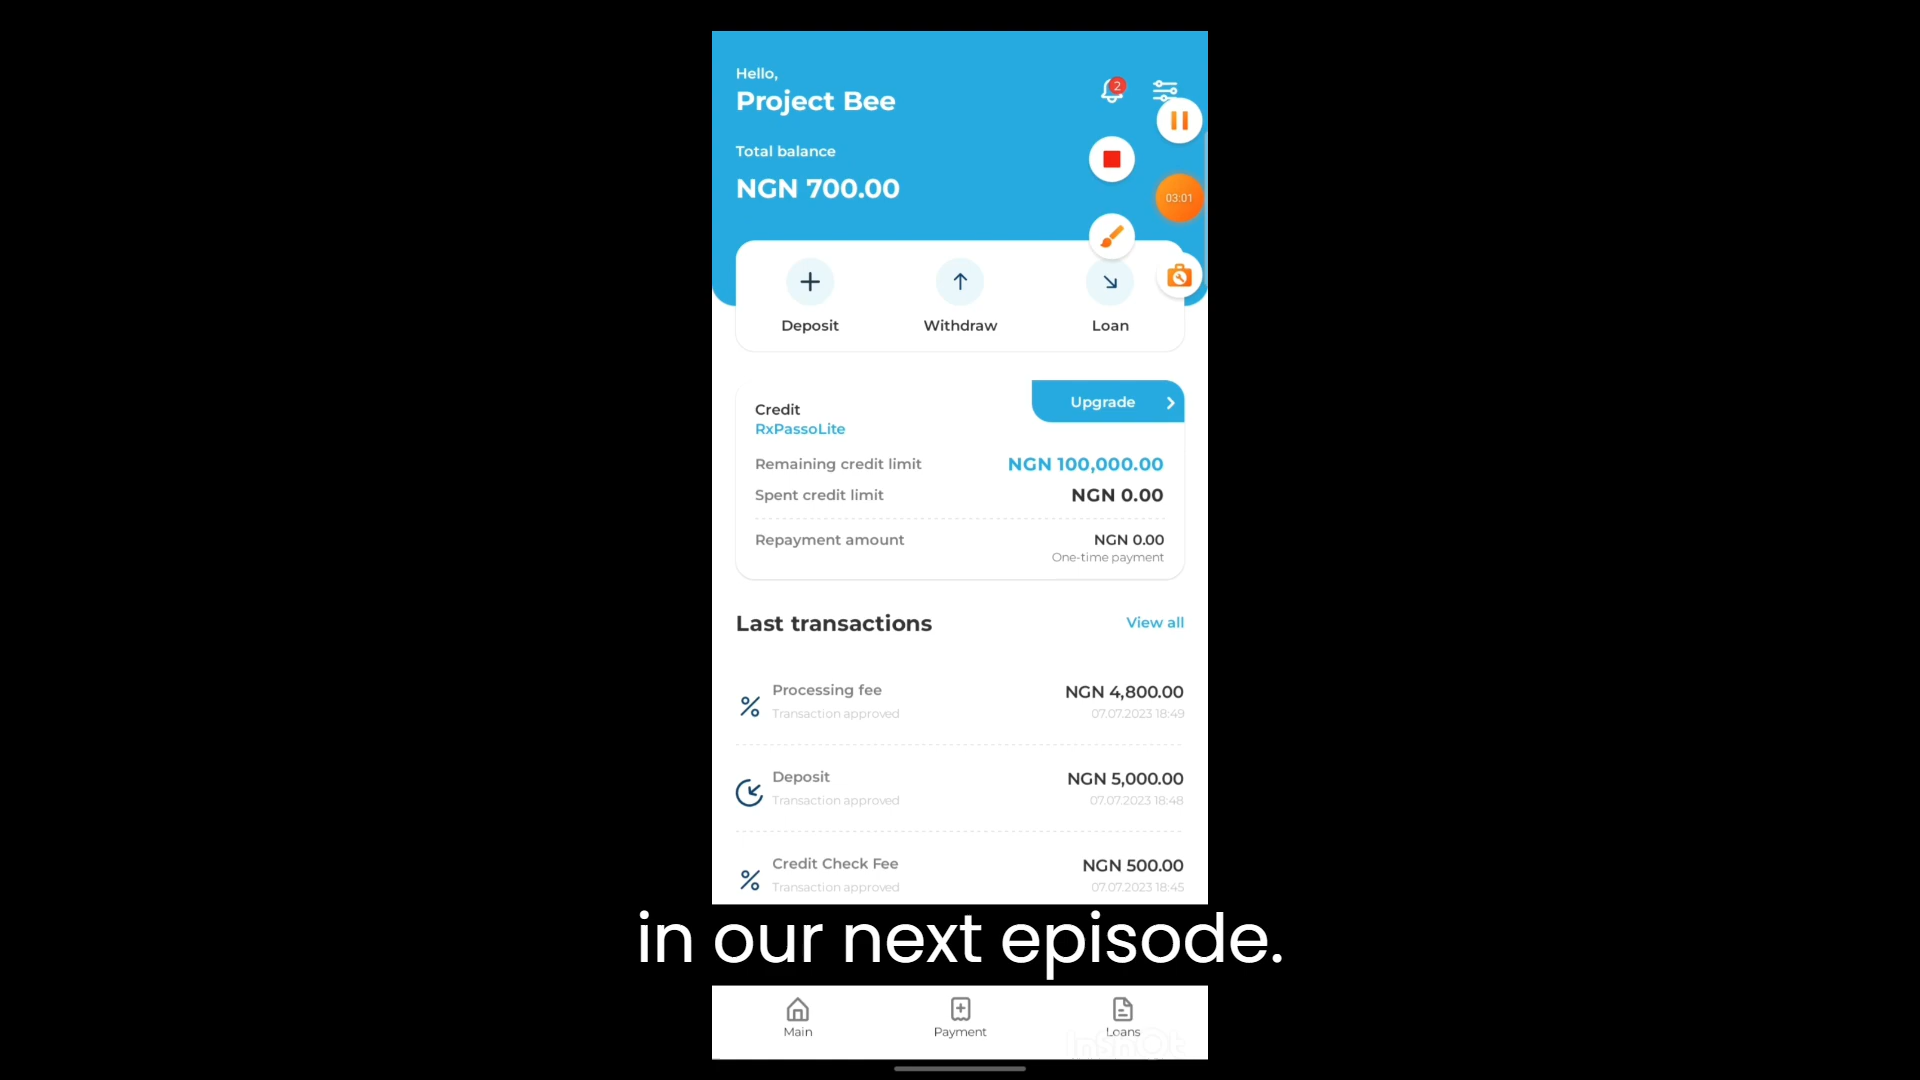 Hello,
Project Bee
2
Total balance
NGN 700.00
03:01
Deposit
Withdraw
Loan
Upgrade
Credit
RxPassoLite
Remaining credit limit
NGN 100,000.00
Spent credit limit
NGN 0.00
Repayment amount
NGN 0.00
One-time payment
Last transactions
View all
Processing fee
NGN 4,800.00
Transaction approved
07.07.2023 18:49
Deposit
NGN 5,000.00
Transaction approved
07.07.2023 18:48
Credit Check Fee
NGN 500.00
Transaction approved
07.07.2023 18:45
in our next episode.
Main
Payment
Loans
InShOt